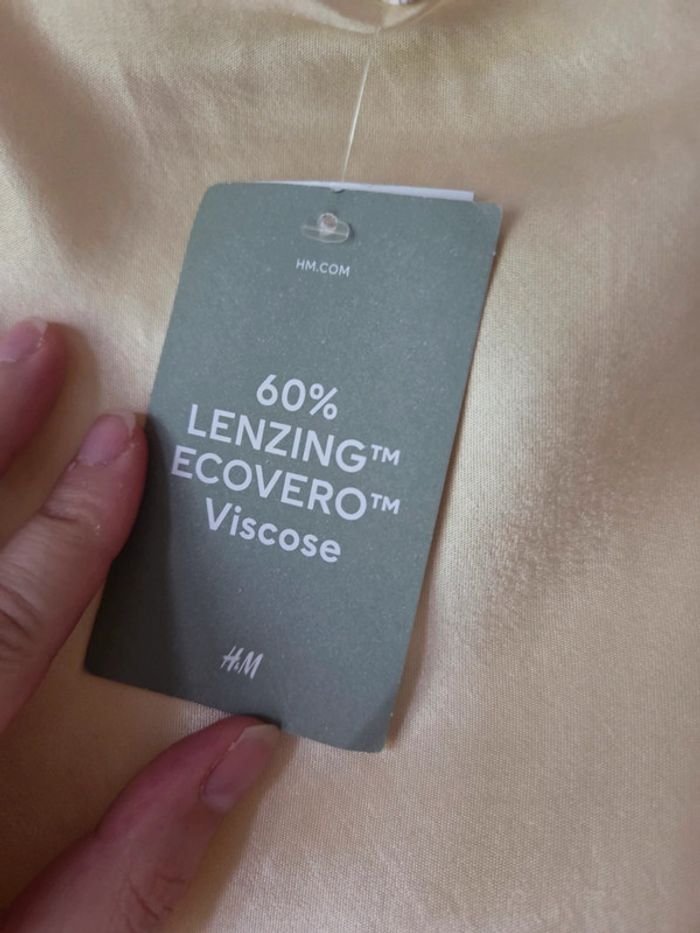 HM.COM
60%
LENZING™
ECOVERO™
Viscose
H&M